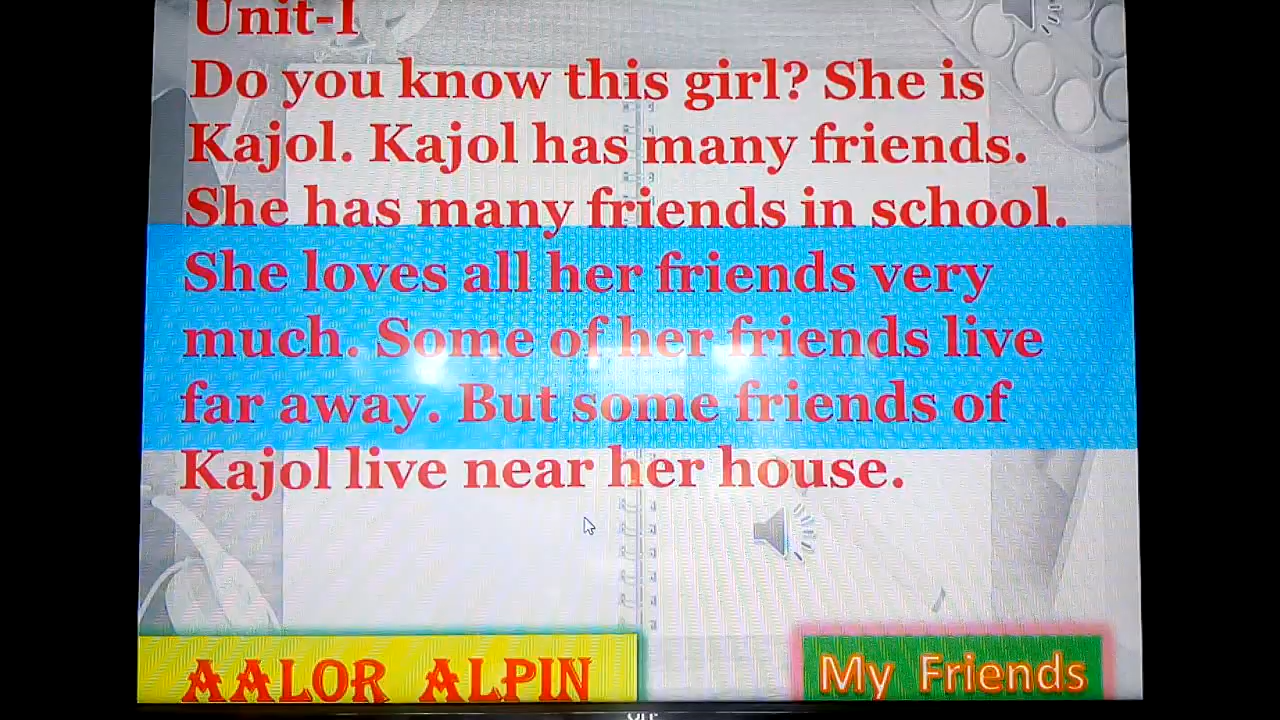 Unit-I
Do you know this girl? She is
Kajol. Kajol has many friends.
She has many friends in school.
She loves all her friends very
much. Some of her friends live
far away. But some friends of
Kajol live near her house.
AALOR ALPIN
My Friends